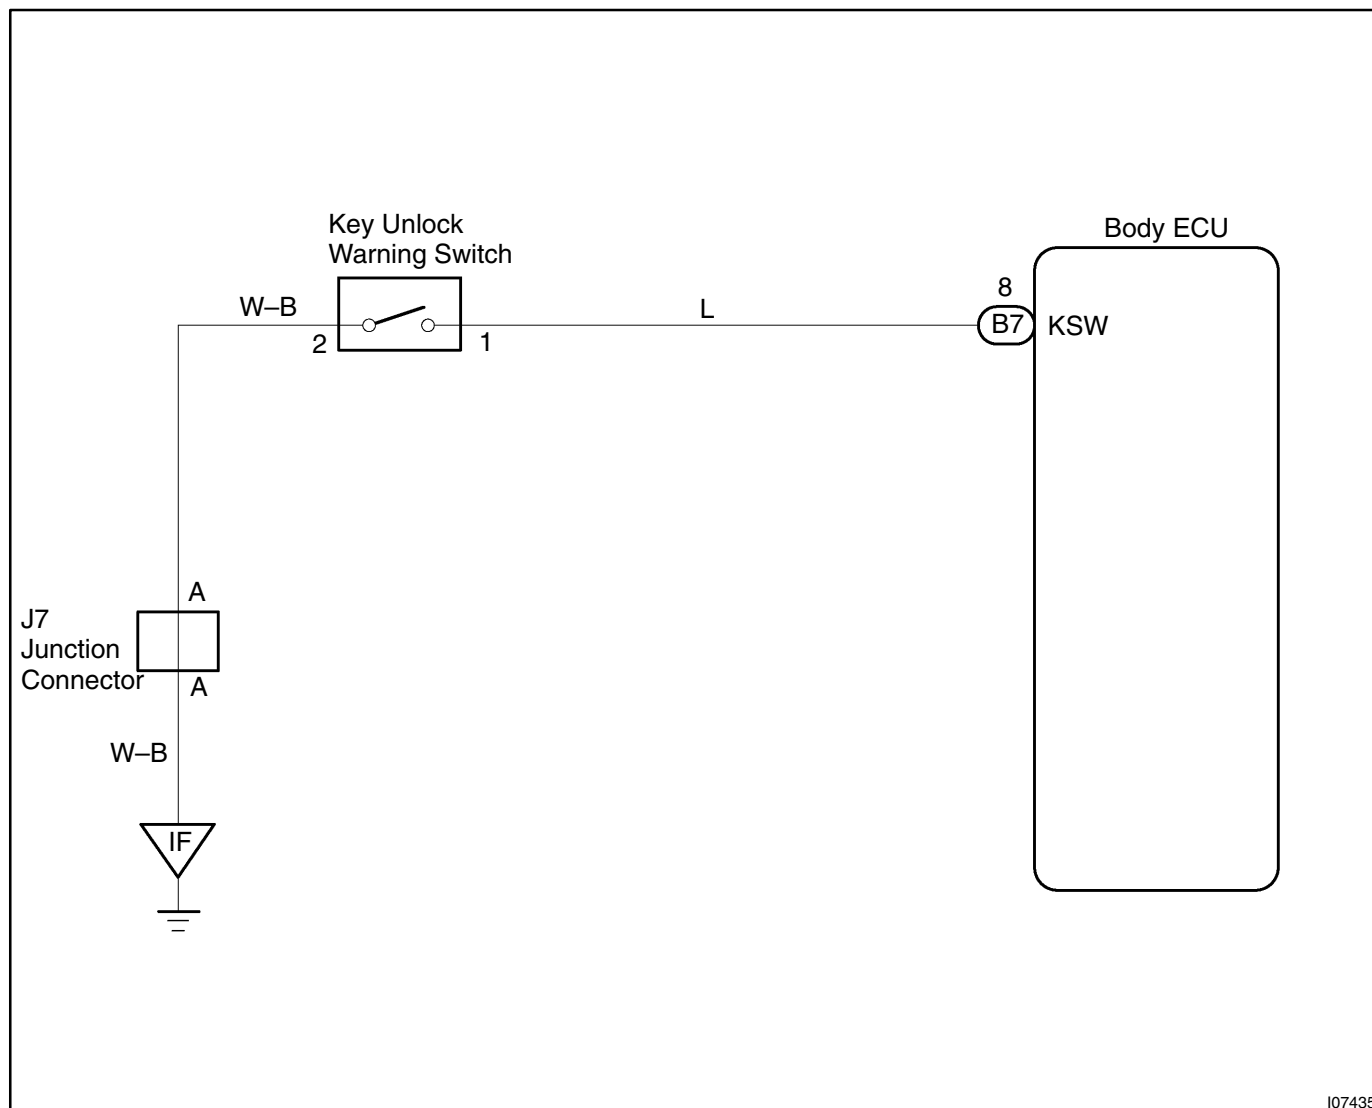 Key Unlock
Warning Switch
Body ECU
W–B
2
1
L
8
B7
KSW
A
J7
Junction
Connector
A
W–B
IF
I07435